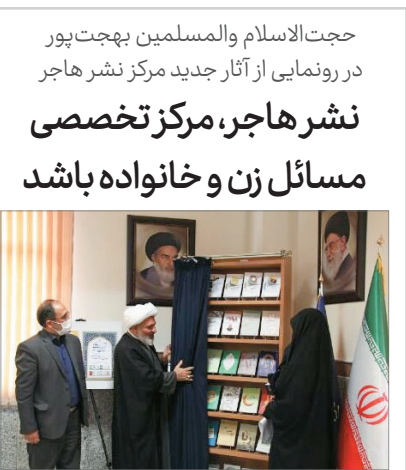 حجت‌الاسلام والمسلمین بهجت‌پور
در رونمایی از آثار جدید مرکز نشر هاجر
نشر هاجر، مرکز تخصصی
مسائل زن و خانواده باشد